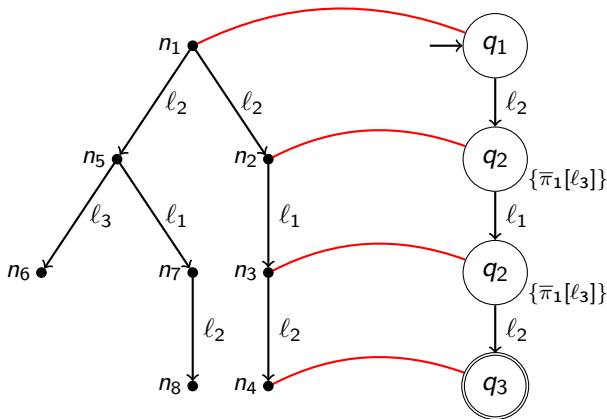 n₁ q₁
ℓ₂ ℓ₂ ℓ₂
n₅ n₂ q₂ {π̅₁[ℓ₃]}
ℓ₃ ℓ₁ ℓ₁ ℓ₁
n₆ n₇ n₃ q₂ {π̅₁[ℓ₃]}
ℓ₂ ℓ₂ ℓ₂
n₈ n₄ q₃